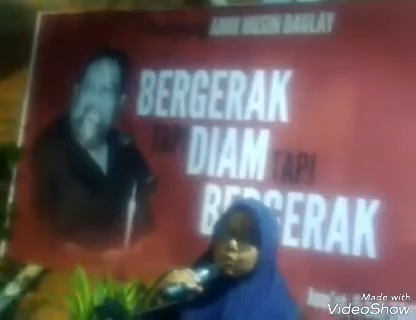 AMIR HUSIN DAULAY
BERGERAK
TAPI DIAM TAPI
BERGERAK
Made with
VideoShow